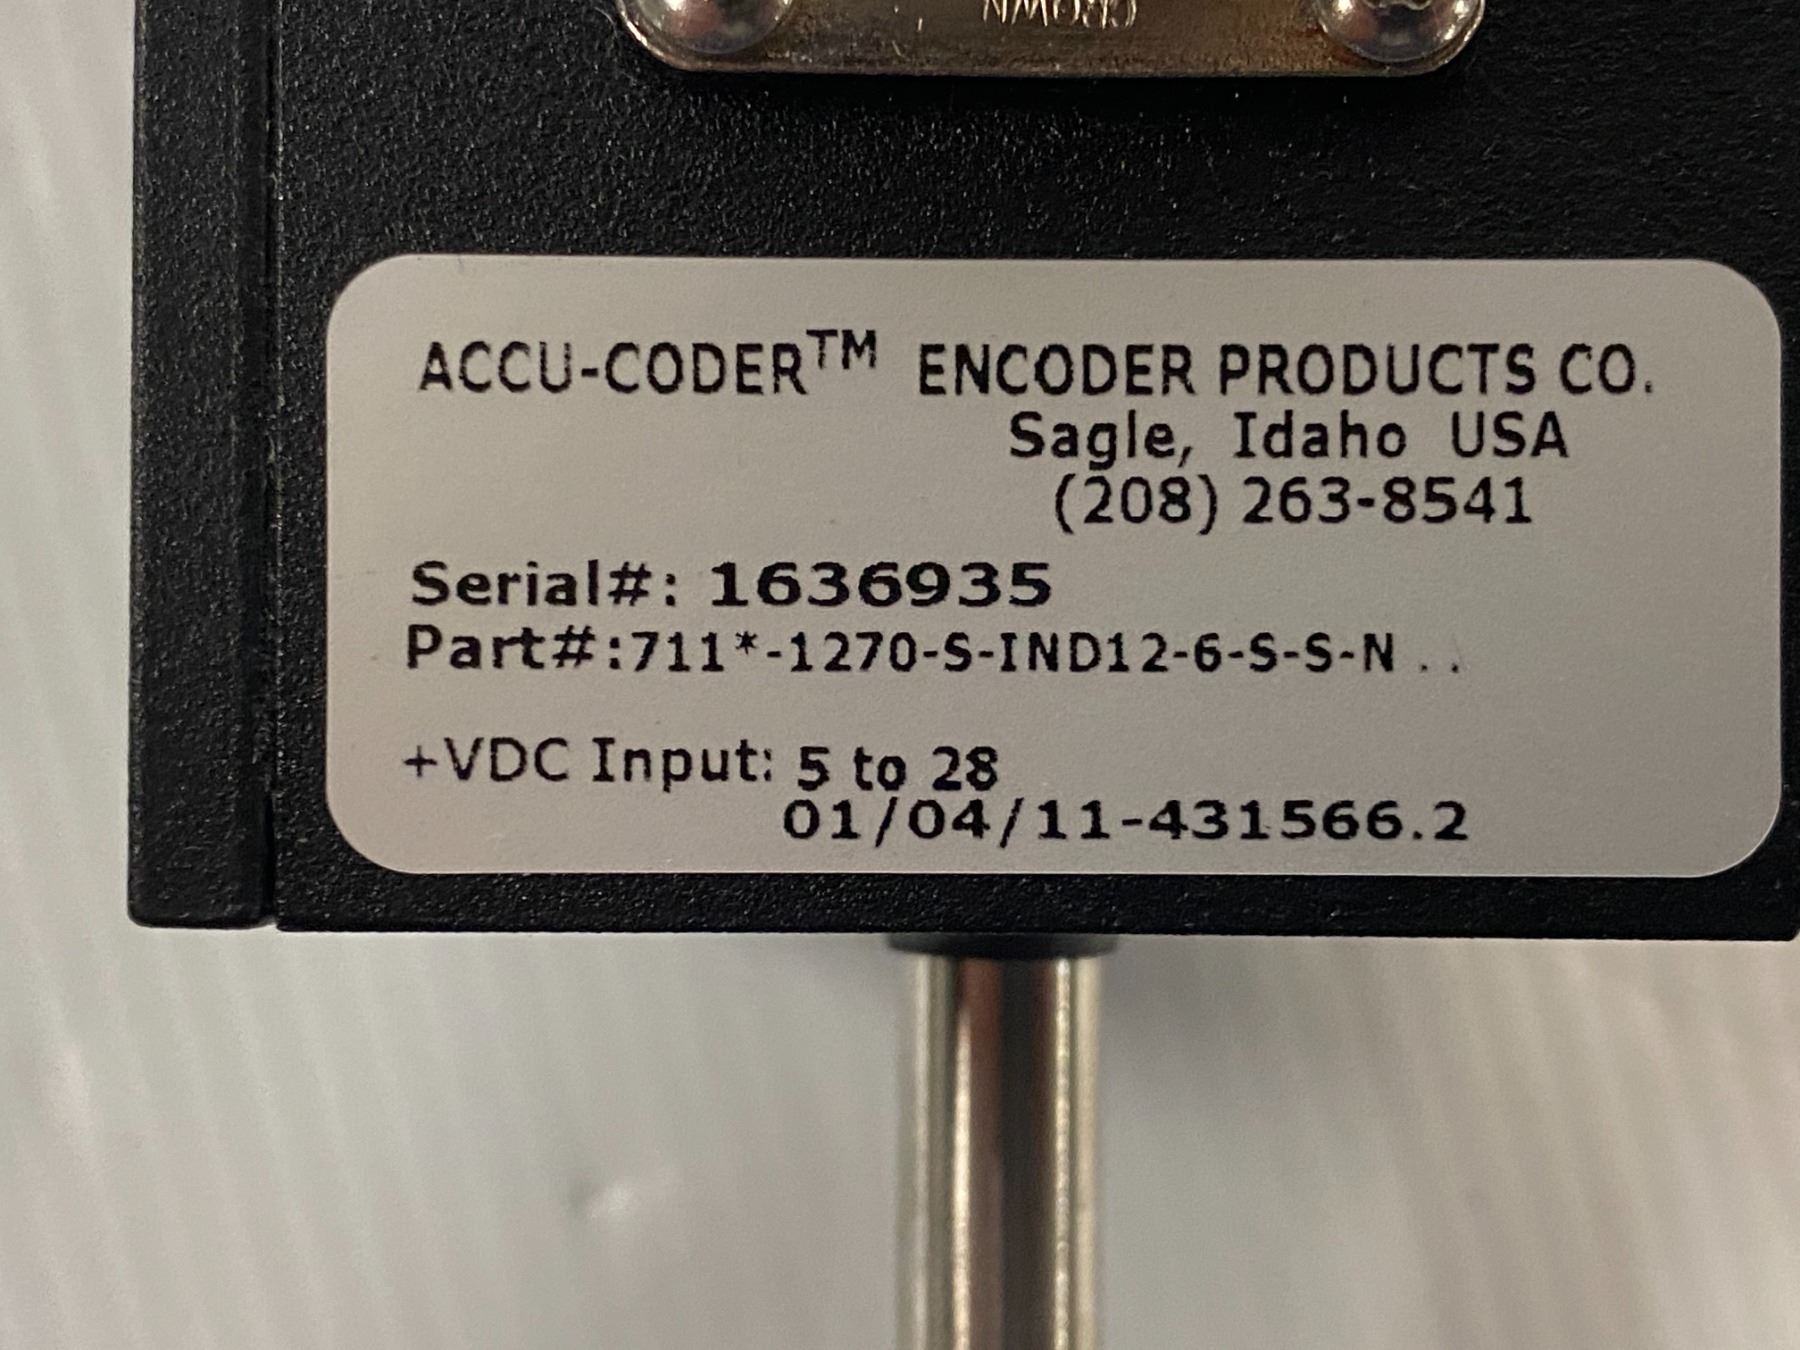 ACCU-CODER™ ENCODER PRODUCTS CO.
Sagle, Idaho USA
(208) 263-8541
Serial#: 1636935
Part#:711*-1270-S-IND12-6-S-S-N . .
+VDC Input: 5 to 28
01/04/11-431566.2